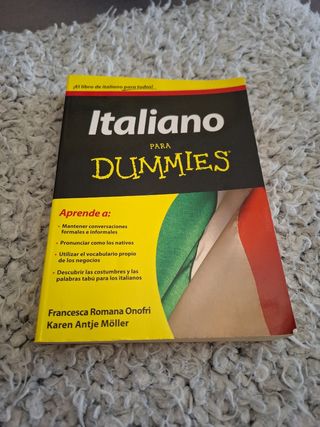 ¡El libro de italiano para todos!
Italiano
PARA
DUMMIES
Aprende a:
- Mantener conversaciones
formales e informales
- Pronunciar como los nativos
- Utilizar el vocabulario propio
de los negocios
- Descubrir las costumbres y las
palabras tabú para los italianos
Francesca Romana Onofri
Karen Antje Möller